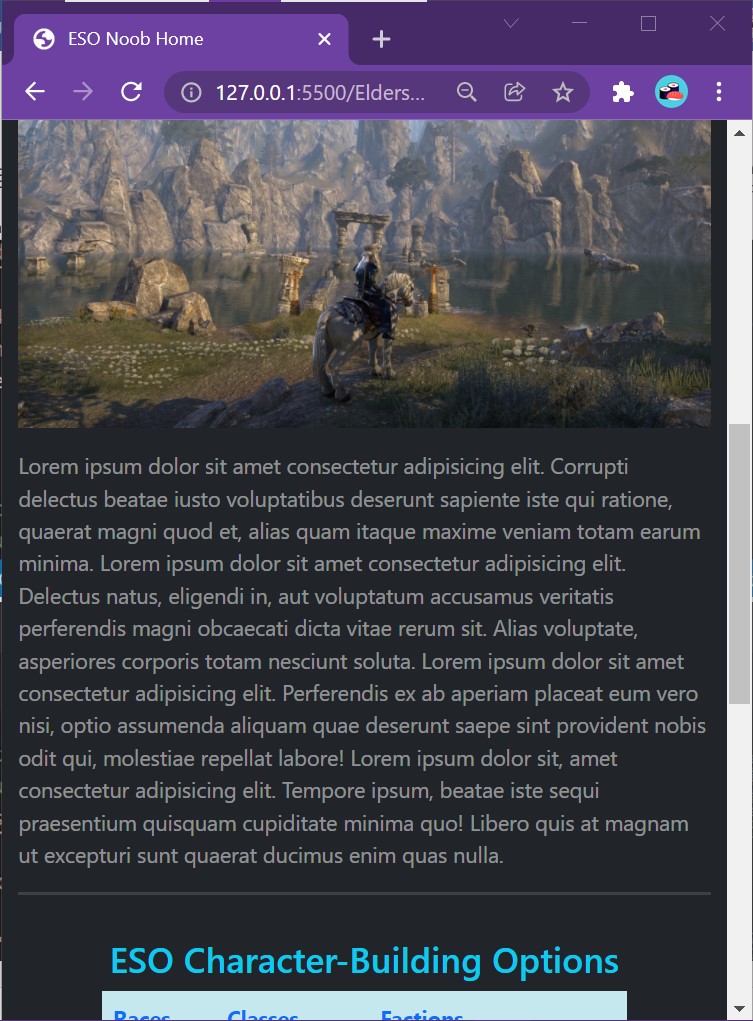 ESO Noob Home
127.0.0.1:5500/Elders...
Lorem ipsum dolor sit amet consectetur adipisicing elit. Corrupti
delectus beatae iusto voluptatibus deserunt sapiente iste qui ratione,
quaerat magni quod et, alias quam itaque maxime veniam totam earum
minima. Lorem ipsum dolor sit amet consectetur adipisicing elit.
Delectus natus, eligendi in, aut voluptatum accusamus veritatis
perferendis magni obcaecati dicta vitae rerum sit. Alias voluptate,
asperiores corporis totam nesciunt soluta. Lorem ipsum dolor sit amet
consectetur adipisicing elit. Perferendis ex ab aperiam placeat eum vero
nisi, optio assumenda aliquam quae deserunt saepe sint provident nobis
odit qui, molestiae repellat labore! Lorem ipsum dolor sit, amet
consectetur adipisicing elit. Tempore ipsum, beatae iste sequi
praesentium quisquam cupiditate minima quo! Libero quis at magnam
ut excepturi sunt quaerat ducimus enim quas nulla.
ESO Character-Building Options
Races Classes Factions